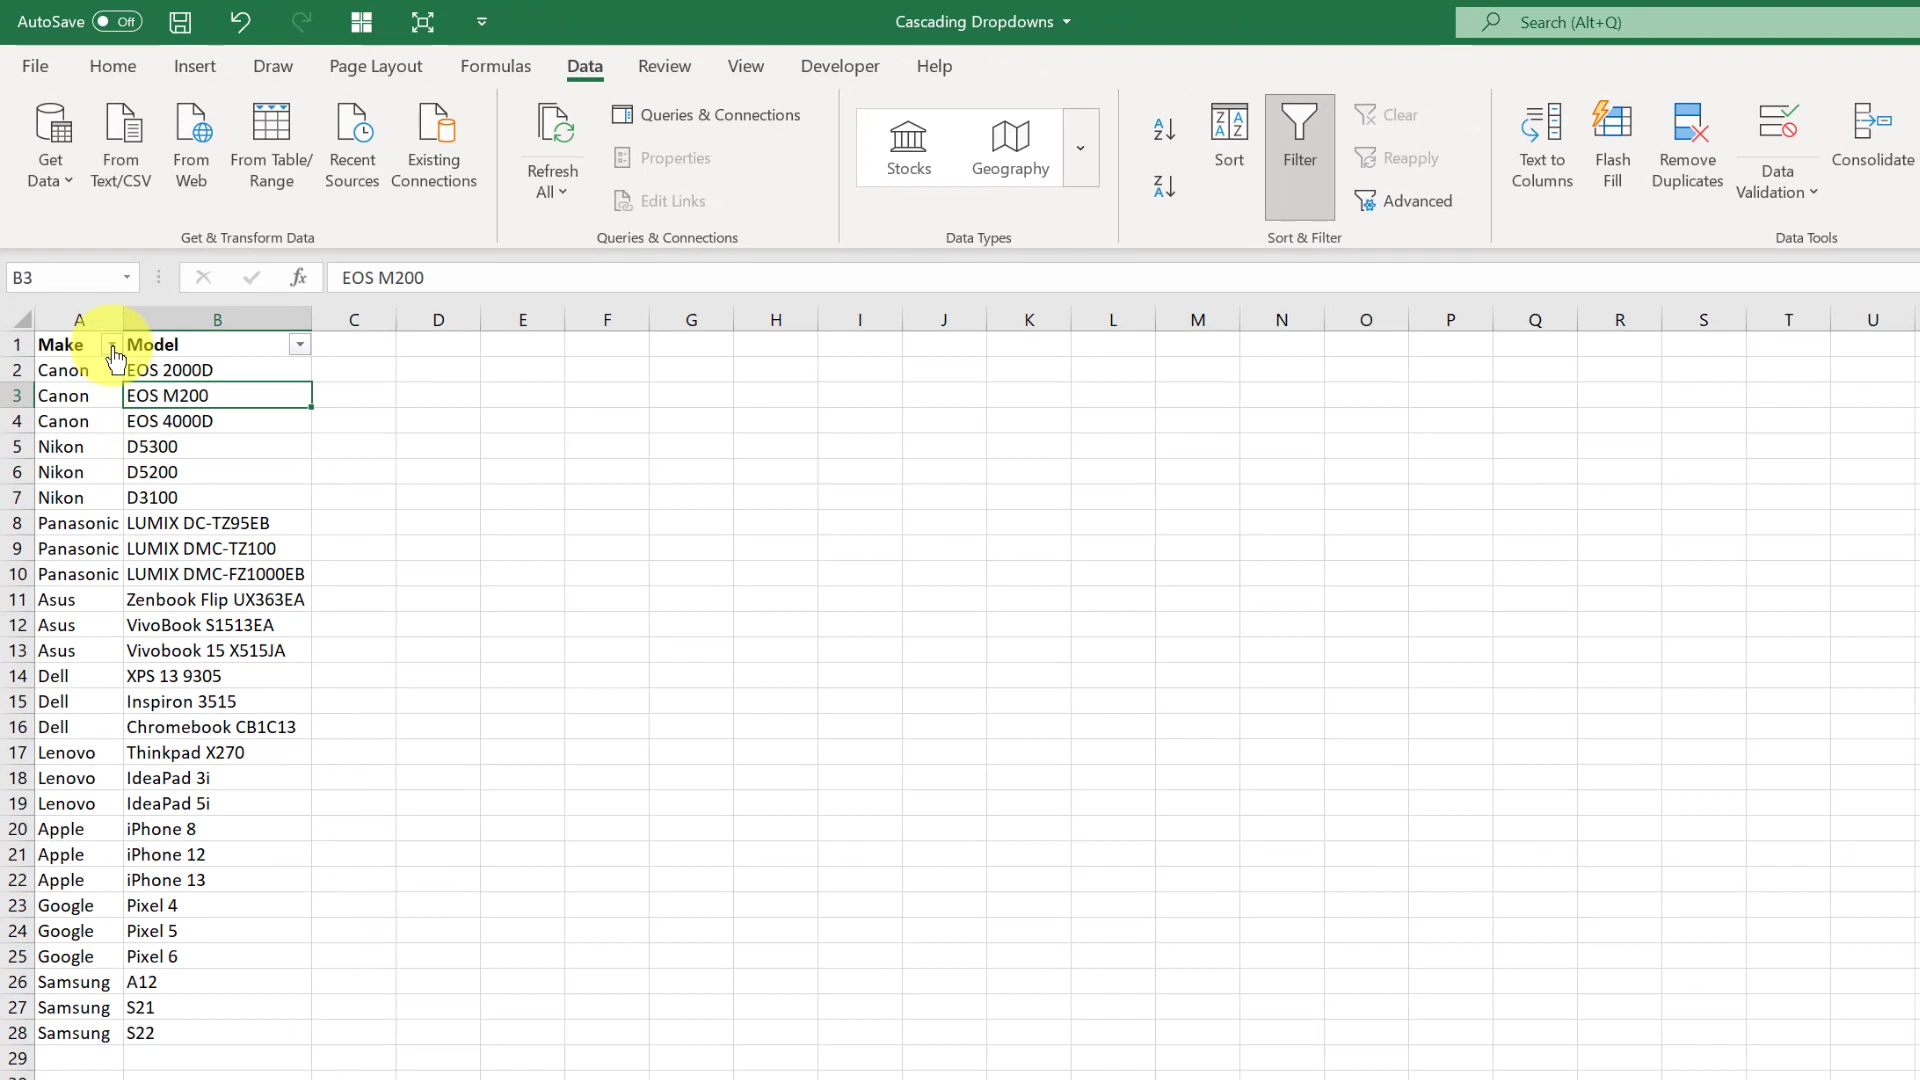 AutoSave Off Cascading Dropdowns Search (Alt+Q)
File Home Insert Draw Page Layout Formulas Data Review View Developer Help
Get Data From Text/CSV From Web From Table/ Range Recent Sources Existing Connections
Get & Transform Data
Refresh All Queries & Connections Properties Edit Links
Queries & Connections
Stocks Geography
Data Types
Sort Filter Clear Reapply Advanced
Sort & Filter
Text to Columns Flash Fill Remove Duplicates Data Validation Consolidate
Data Tools
B3 fx EOS M200
A B C D E F G H I J K L M N O P Q R S T U
1 Make Model
2 Canon EOS 2000D
3 Canon EOS M200
4 Canon EOS 4000D
5 Nikon D5300
6 Nikon D5200
7 Nikon D3100
8 Panasonic LUMIX DC-TZ95EB
9 Panasonic LUMIX DMC-TZ100
10 Panasonic LUMIX DMC-FZ1000EB
11 Asus Zenbook Flip UX363EA
12 Asus VivoBook S1513EA
13 Asus Vivobook 15 X515JA
14 Dell XPS 13 9305
15 Dell Inspiron 3515
16 Dell Chromebook CB1C13
17 Lenovo Thinkpad X270
18 Lenovo IdeaPad 3i
19 Lenovo IdeaPad 5i
20 Apple iPhone 8
21 Apple iPhone 12
22 Apple iPhone 13
23 Google Pixel 4
24 Google Pixel 5
25 Google Pixel 6
26 Samsung A12
27 Samsung S21
28 Samsung S22
29